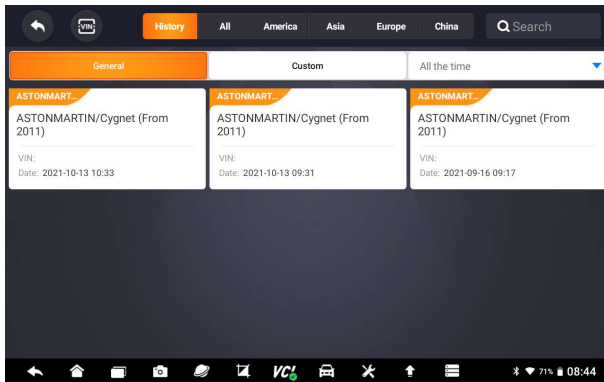 VIN History All America Asia Europe China Search
General Custom All the time
ASTONMART... ASTONMART... ASTONMART...
ASTONMARTIN/Cygnet (From 2011)
VIN:
Date: 2021-10-13 10:33
ASTONMARTIN/Cygnet (From 2011)
VIN:
Date: 2021-10-13 09:31
ASTONMARTIN/Cygnet (From 2011)
VIN:
Date: 2021-09-16 09:17
VC! 71% 08:44